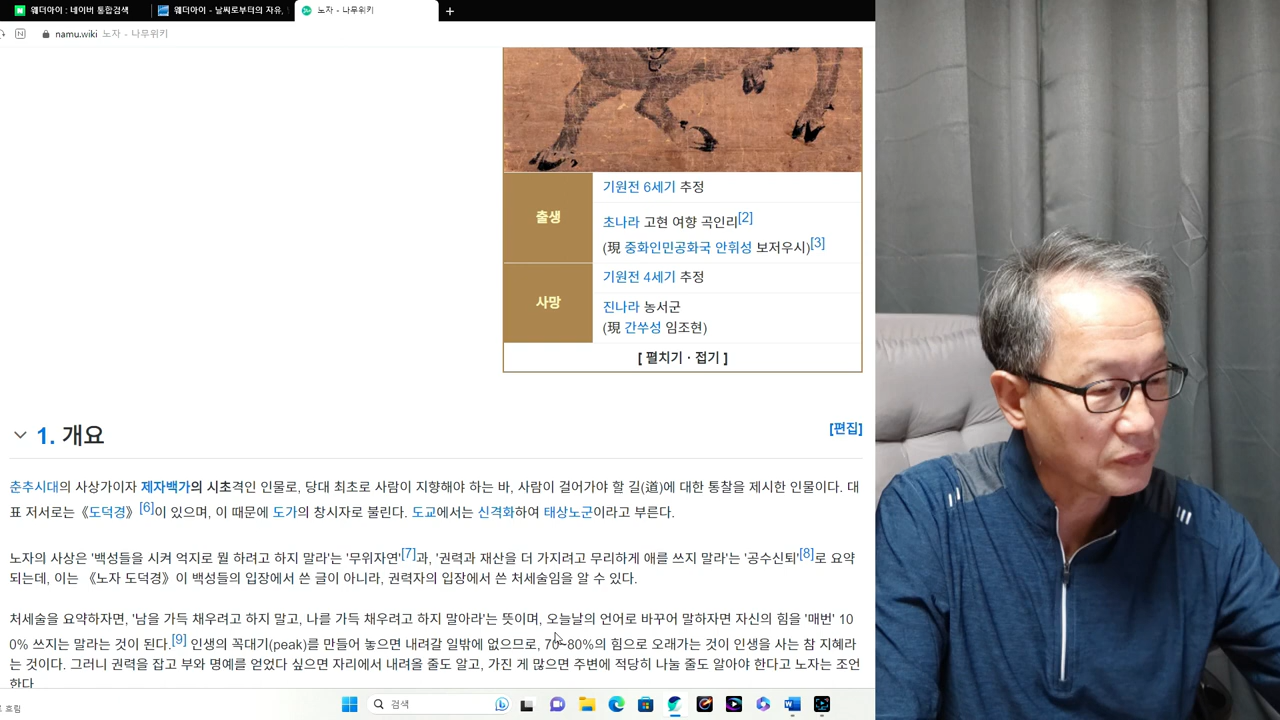 웨더아이 : 네이버 통합검색
웨더아이 - 날씨로부터의 자유,
노자 - 나무위키
namu.wiki 노자 - 나무위키
출생
기원전 6세기 추정
초나라 고현 여향 곡인리[2]
(現 중화인민공화국 안휘성 보저우시)[3]
사망
기원전 4세기 추정
진나라 농서군
(現 간쑤성 임조현)
[ 펼치기 · 접기 ]
1. 개요
[편집]
춘추시대의 사상가이자 제자백가의 시초격인 인물로, 당대 최초로 사람이 지향해야 하는 바, 사람이 걸어가야 할 길(道)에 대한 통찰을 제시한 인물이다. 대
표 저서로는《도덕경》[6]이 있으며, 이 때문에 도가의 창시자로 불린다. 도교에서는 신격화하여 태상노군이라고 부른다.
노자의 사상은 '백성들을 시켜 억지로 뭘 하려고 하지 말라'는 '무위자연'[7]과, '권력과 재산을 더 가지려고 무리하게 애를 쓰지 말라'는 '공수신퇴'[8]로 요약
되는데, 이는 《노자 도덕경》이 백성들의 입장에서 쓴 글이 아니라, 권력자의 입장에서 쓴 처세술임을 알 수 있다.
처세술을 요약하자면, '남을 가득 채우려고 하지 말고, 나를 가득 채우려고 하지 말아라'는 뜻이며, 오늘날의 언어로 바꾸어 말하자면 자신의 힘을 '매번' 10
0% 쓰지는 말라는 것이 된다.[9] 인생의 꼭대기(peak)를 만들어 놓으면 내려갈 일밖에 없으므로, 70~80%의 힘으로 오래가는 것이 인생을 사는 참 지혜라
는 것이다. 그러니 권력을 잡고 부와 명예를 얻었다 싶으면 자리에서 내려올 줄도 알고, 가진 게 많으면 주변에 적당히 나눌 줄도 알아야 한다고 노자는 조언
한다
흐림
검색